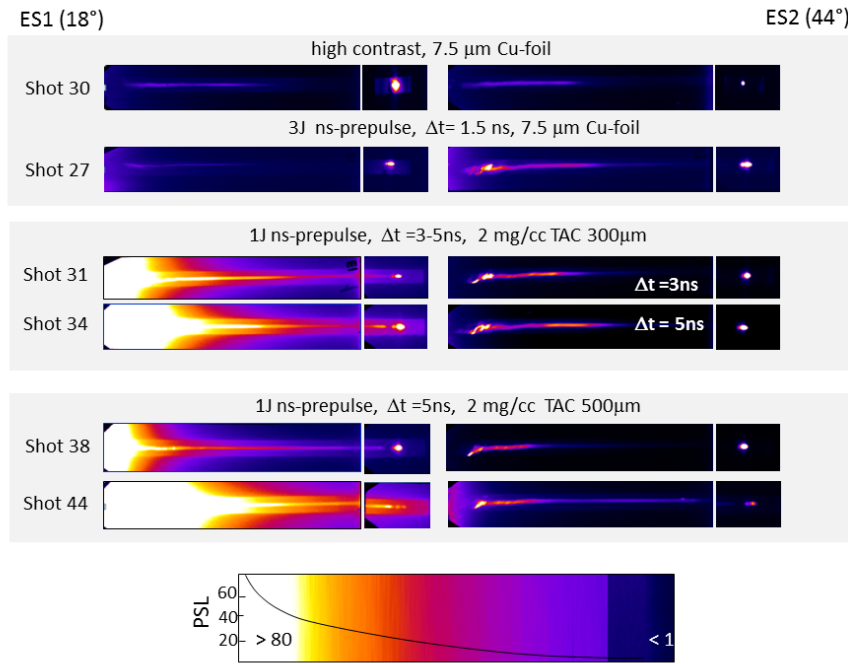 ES1 (18°)
ES2 (44°)
high contrast, 7.5 µm Cu-foil
Shot 30
3J ns-prepulse, Δt= 1.5 ns, 7.5 µm Cu-foil
Shot 27
1J ns-prepulse, Δt =3-5ns, 2 mg/cc TAC 300µm
Shot 31
Δt =3ns
Shot 34
Δt = 5ns
1J ns-prepulse, Δt =5ns, 2 mg/cc TAC 500µm
Shot 38
Shot 44
PSL
60
40
20
> 80
< 1